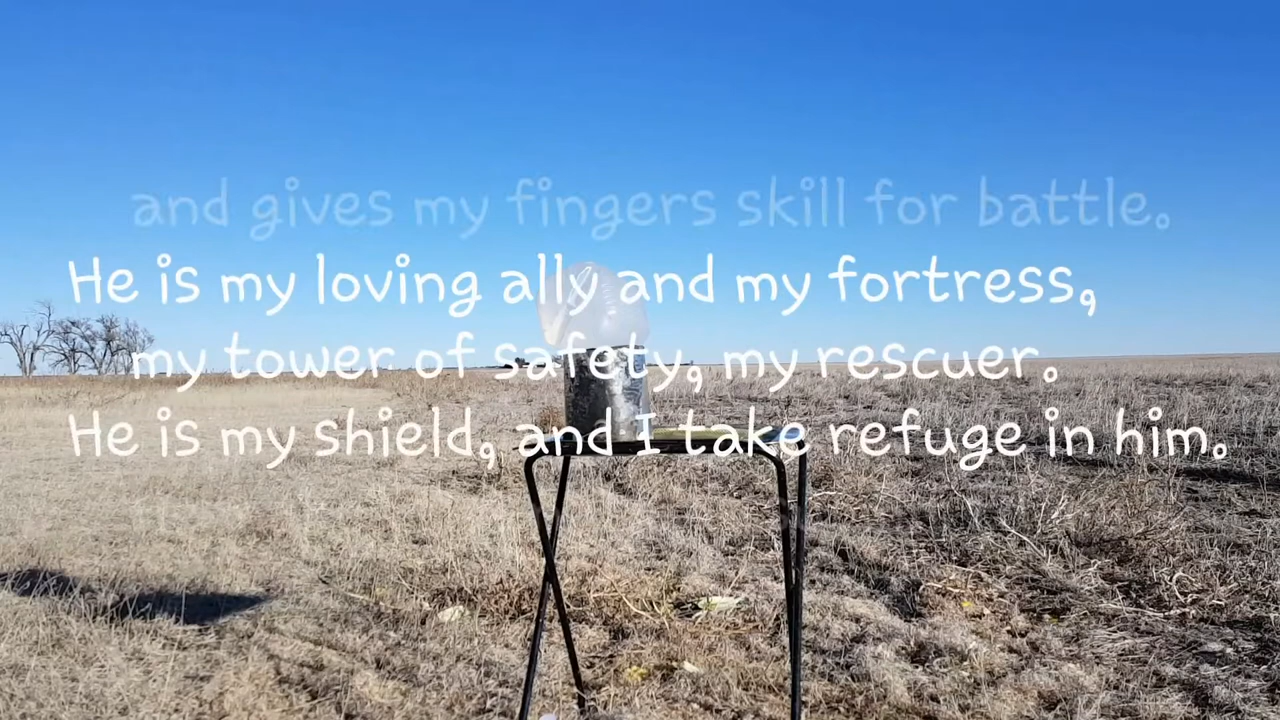 and gives my fingers skill for battle.
He is my loving ally and my fortress,
my tower of safety, my rescuer.
He is my shield, and I take refuge in him.